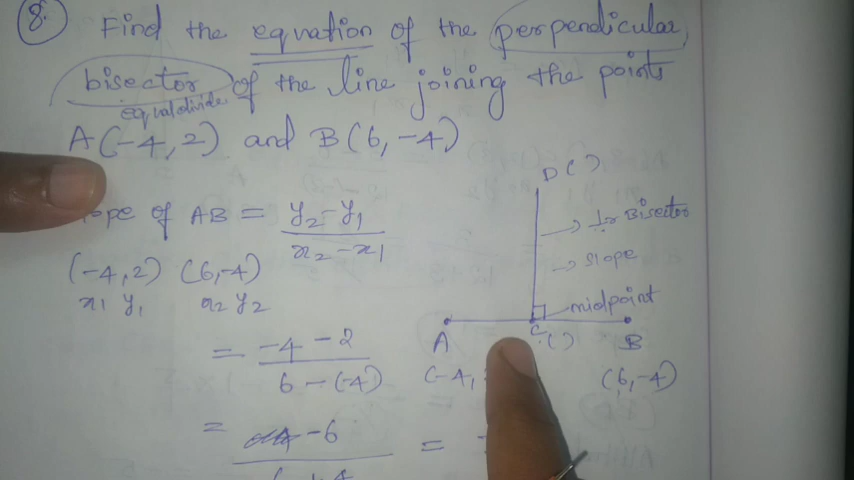 8. Find the equation of the perpendicular
bisector of the line joining the points
equal divide
A(-4, 2) and B(6, -4)
D( )
ope of AB = y2 - y1
x2 - x1
→ ⊥r Bisector
→ slope
(-4, 2) (6, -4)
x1 y1 x2 y2
midpoint
A C( ) B
= -4 - 2
6 - (-4)
(-4, (6, -4)
= -6 =